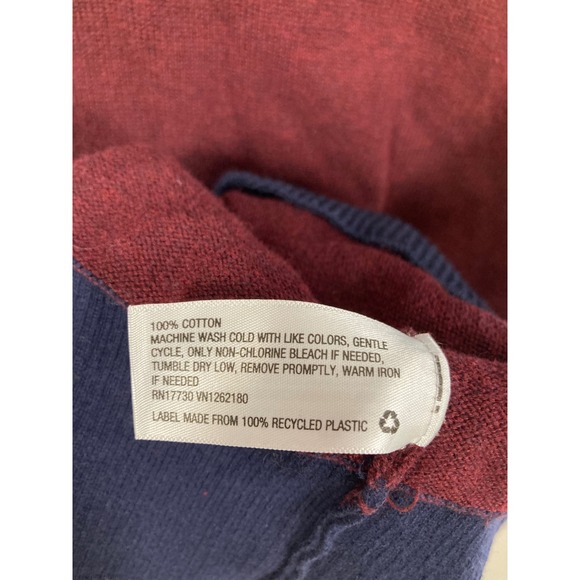 100% COTTON
MACHINE WASH COLD WITH LIKE COLORS, GENTLE
CYCLE, ONLY NON-CHLORINE BLEACH IF NEEDED,
TUMBLE DRY LOW, REMOVE PROMPTLY, WARM IRON
IF NEEDED
RN17730 VN1262180
LABEL MADE FROM 100% RECYCLED PLASTIC